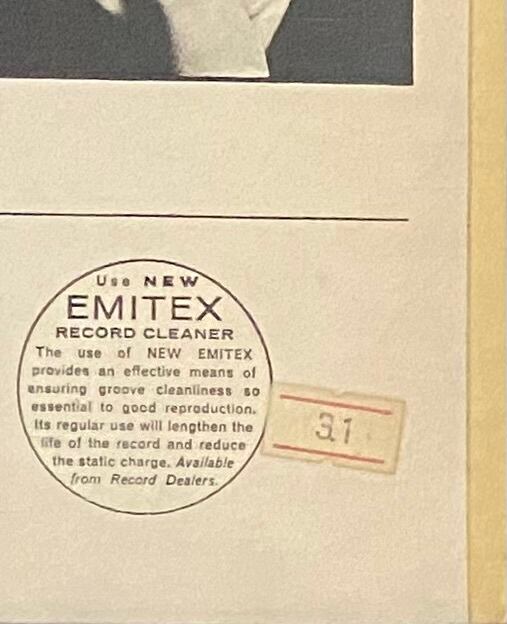 Use NEW
EMITEX
RECORD CLEANER
The use of NEW EMITEX
provides an effective means of
ensuring groove cleanliness so
essential to good reproduction.
Its regular use will lengthen the
life of the record and reduce
the static charge. Available
from Record Dealers.
31